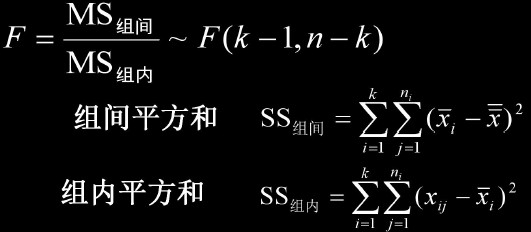 F = MS组间 / MS组内 ~ F(k − 1, n − k)
组间平方和 SS组间 = ∑_{i=1}^{k} ∑_{j=1}^{n_i} (x̄_i − x̿)^2
组内平方和 SS组内 = ∑_{i=1}^{k} ∑_{j=1}^{n_i} (x_{ij} − x̄_i)^2